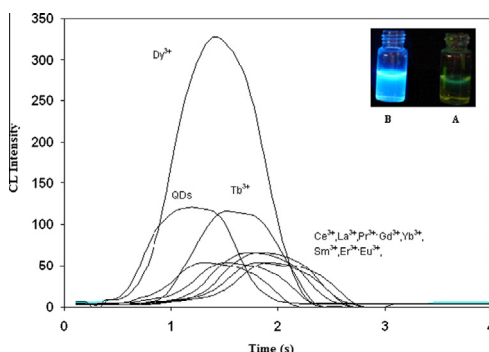 350
300
250
200
150
100
50
0
CL Intensity
Dy³⁺
QDs
Tb³⁺
Ce³⁺,La³⁺,Pr³⁺,Gd³⁺,Yb³⁺,
Sm³⁺,Er³⁺,Eu³⁺,
B A
0 1 2 3 4
Time (s)